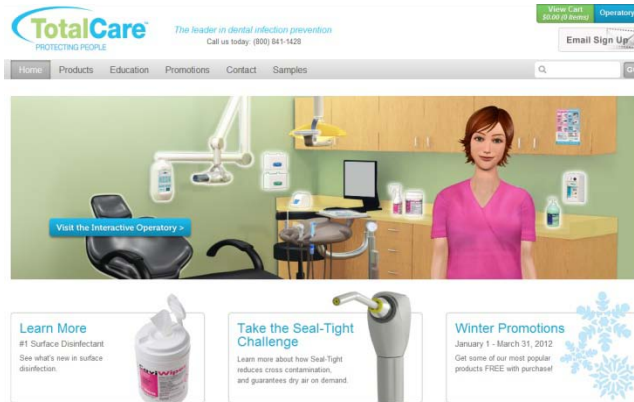 TotalCare™
PROTECTING PEOPLE
The leader in dental infection prevention
Call us today: (800) 841-1428
View Cart
$0.00 (0 Items)
Operatory
Email Sign Up
Home Products Education Promotions Contact Samples
Visit the Interactive Operatory >
Learn More
#1 Surface Disinfectant
See what's new in surface
disinfection.
CaviWipes
Take the Seal-Tight
Challenge
Learn more about how Seal-Tight
reduces cross contamination,
and guarantees dry air on demand.
Winter Promotions
January 1 - March 31, 2012
Get some of our most popular
products FREE with purchase!